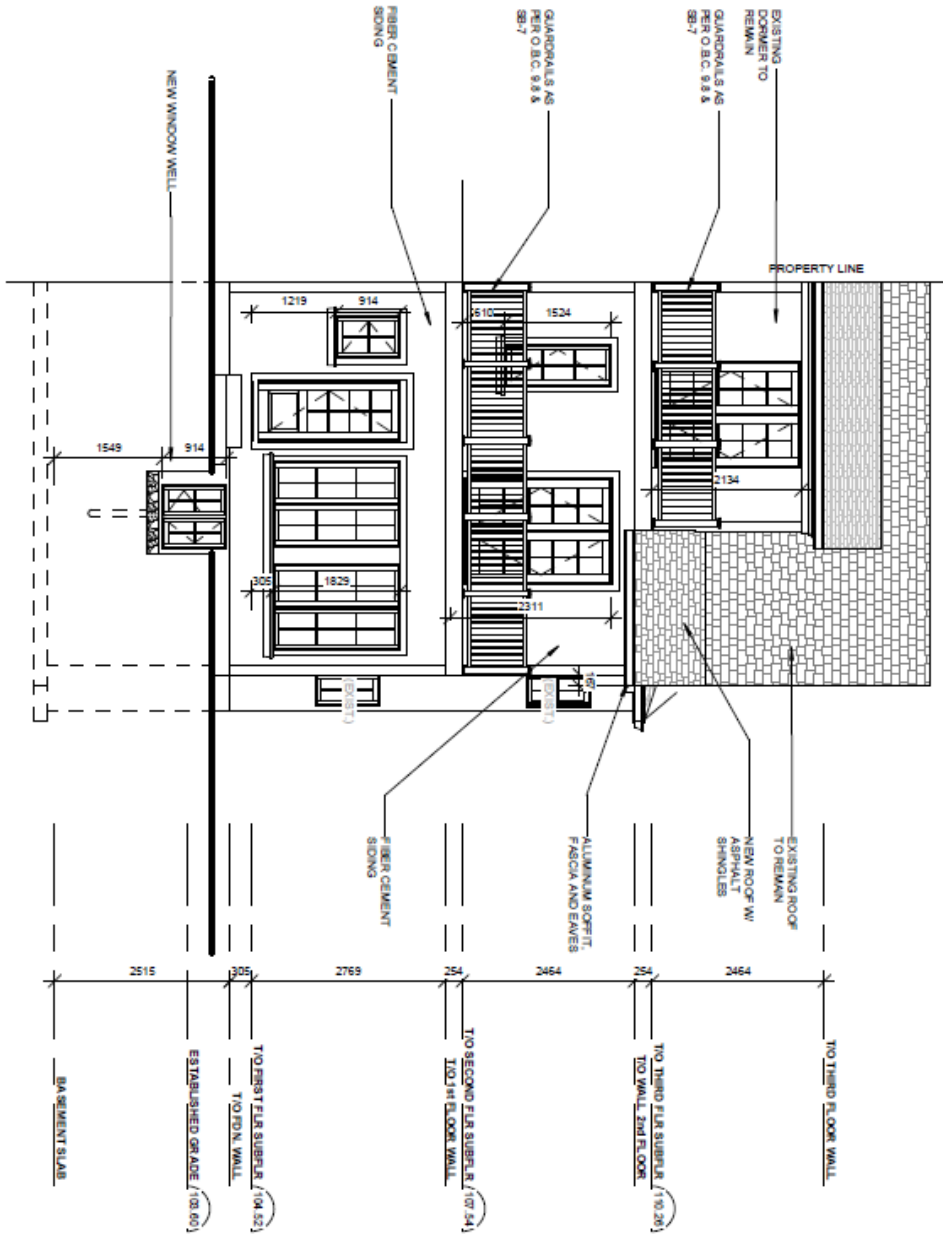 EXISTING
DORMER TO
REMAIN
GUARDRAILS AS
PER O.B.C. 9.8 &
SB-7
GUARDRAILS AS
PER O.B.C. 9.8 &
SB-7
FIBER CEMENT
SIDING
NEW WINDOW WELL
PROPERTY LINE
1219
914
610
1524
2134
1549
914
305
1829
2311
167
(EXIST.)
(EXIST.)
EXISTING ROOF
TO REMAIN
NEW ROOF W/
ASPHALT
SHINGLES
ALUMINUM SOFFIT,
FASCIA AND EAVES
FIBER CEMENT
SIDING
2515
305
2769
254
2464
254
2464
T/O THIRD FLOOR WALL
T/O THIRD FLR SUBFLR
110.26
T/O WALL 2nd FLOOR
T/O SECOND FLR SUBFLR
107.54
T/O 1st FLOOR WALL
T/O FIRST FLR SUBFLR
104.52
T/O FDN. WALL
ESTABLISHED GRADE
103.60
BASEMENT SLAB